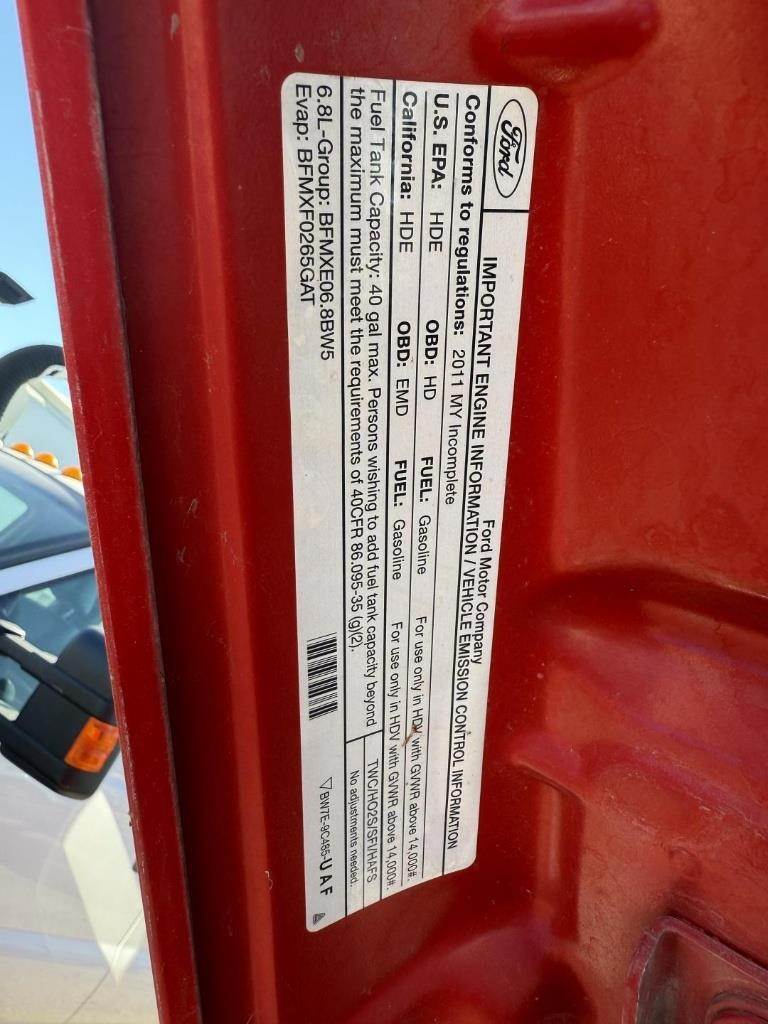 Ford
Ford Motor Company
IMPORTANT ENGINE INFORMATION / VEHICLE EMISSION CONTROL INFORMATION
Conforms to regulations: 2011 MY Incomplete
U.S. EPA: HDE OBD: HD FUEL: Gasoline For use only in HDV with GVWR above 14,000#.
California: HDE OBD: EMD FUEL: Gasoline For use only in HDV with GVWR above 14,000#.
Fuel Tank Capacity: 40 gal max. Persons wishing to add fuel tank capacity beyond
the maximum must meet the requirements of 40CFR 86.095-35 (g)(2).
TWC/HO2S/SFI/HAFS
No adjustments needed.
6.8L-Group: BFMXE06.8BW5
Evap: BFMXF0265GAT
BW7E-9C485-UAF